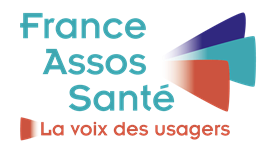 France
Assos
Santé
La voix des usagers